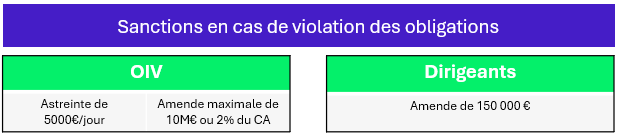 Sanctions en cas de violation des obligations
OIV
Dirigeants
Astreinte de
5000€/jour
Amende maximale de
10M€ ou 2% du CA
Amende de 150 000 €